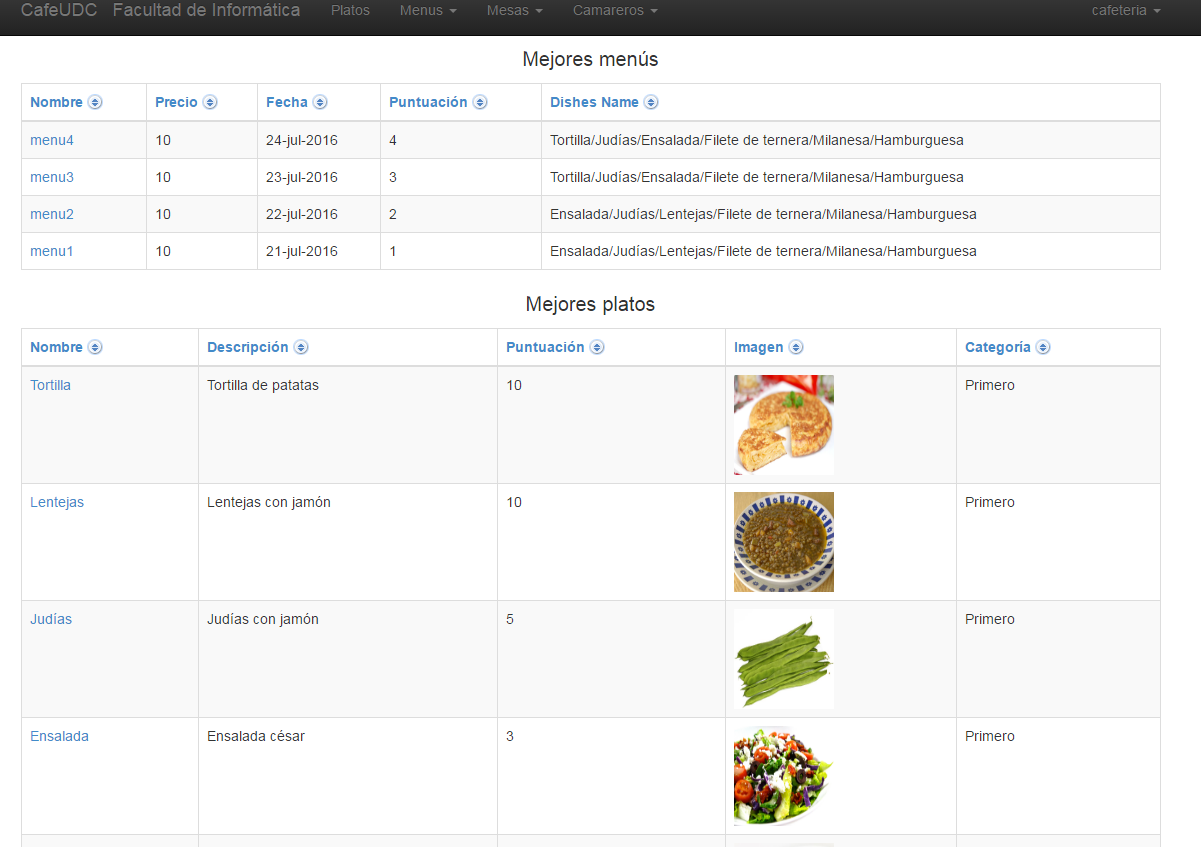 CafeUDC Facultad de Informática Platos Menus Mesas Camareros cafeteria
Mejores menús
Nombre Precio Fecha Puntuación Dishes Name
menu4 10 24-jul-2016 4 Tortilla/Judías/Ensalada/Filete de ternera/Milanesa/Hamburguesa
menu3 10 23-jul-2016 3 Tortilla/Judías/Ensalada/Filete de ternera/Milanesa/Hamburguesa
menu2 10 22-jul-2016 2 Ensalada/Judías/Lentejas/Filete de ternera/Milanesa/Hamburguesa
menu1 10 21-jul-2016 1 Ensalada/Judías/Lentejas/Filete de ternera/Milanesa/Hamburguesa
Mejores platos
Nombre Descripción Puntuación Imagen Categoría
Tortilla Tortilla de patatas 10 Primero
Lentejas Lentejas con jamón 10 Primero
Judías Judías con jamón 5 Primero
Ensalada Ensalada césar 3 Primero